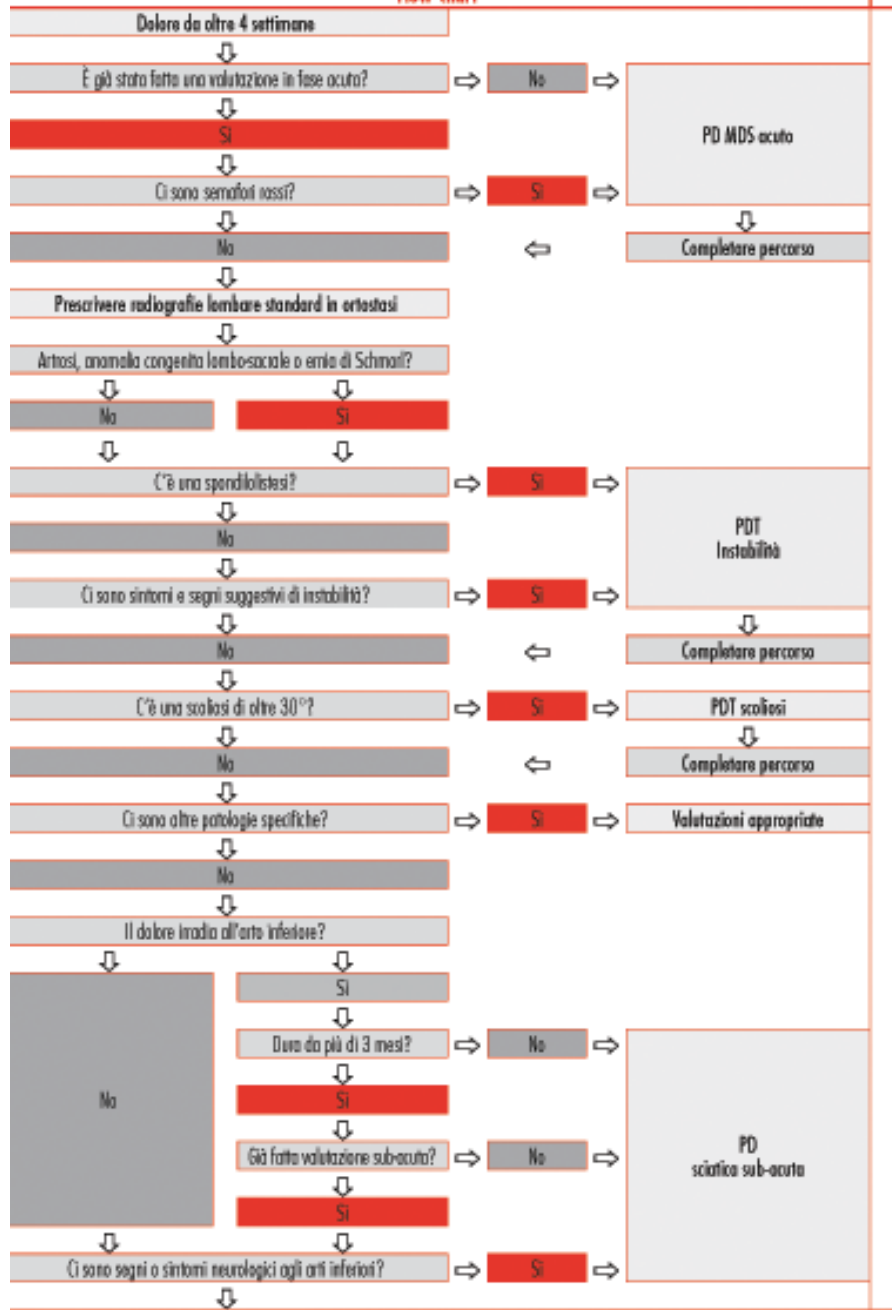 Dolore da oltre 4 settimane
È già stata fatta una valutazione in fase acuta?
No
Sì
PD MDS acuto
Ci sono semafori rossi?
Sì
No
Completare percorso
Prescrivere radiografie lombare standard in ortostasi
Artrosi, anomalia congenita lombo-sacrale o ernia di Schmorl?
No
Sì
C'è una spondilolistesi?
Sì
No
PDT
Instabilità
Ci sono sintomi e segni suggestivi di instabilità?
Sì
No
Completare percorso
C'è una scoliosi di oltre 30°?
Sì
PDT scoliosi
No
Completare percorso
Ci sono altre patologie specifiche?
Sì
Valutazioni appropriate
No
Il dolore irradia all'arto inferiore?
Sì
Dura da più di 3 mesi?
No
No
Sì
Già fatta valutazione sub-acuta?
No
PD
sciatica sub-acuta
Sì
Ci sono segni o sintomi neurologici agli arti inferiori?
Sì